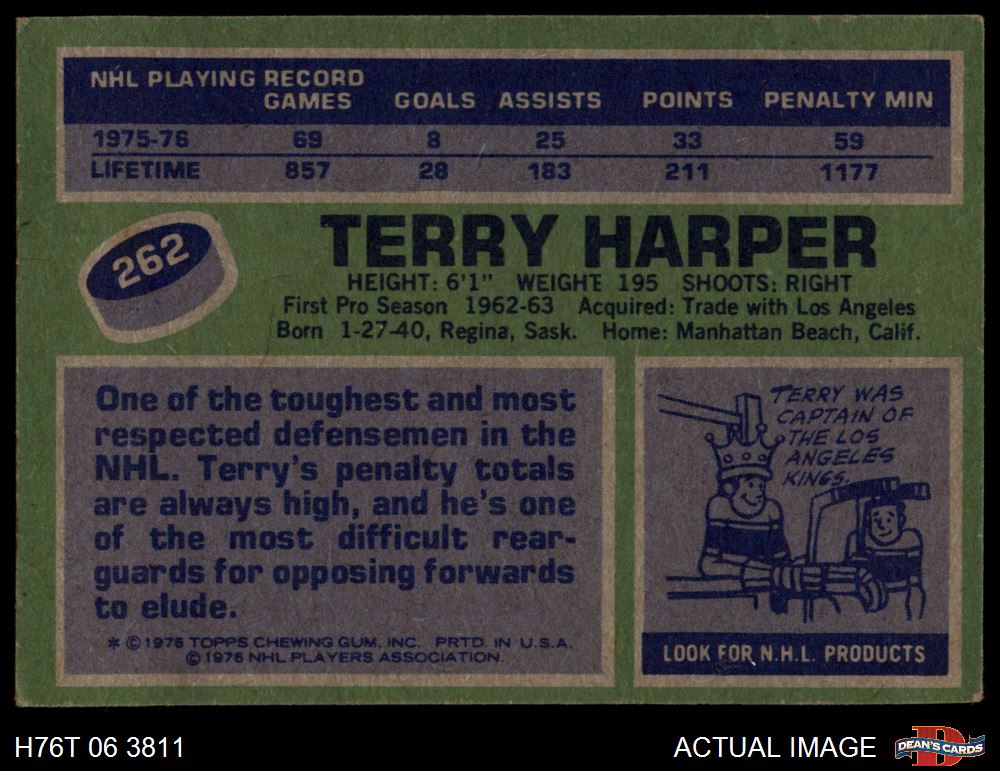 NHL PLAYING RECORD
GAMES GOALS ASSISTS POINTS PENALTY MIN
1975-76 69 8 25 33 59
LIFETIME 857 28 183 211 1177
262
TERRY HARPER
HEIGHT: 6'1" WEIGHT 195 SHOOTS: RIGHT
First Pro Season 1962-63 Acquired: Trade with Los Angeles
Born 1-27-40, Regina, Sask. Home: Manhattan Beach, Calif.
One of the toughest and most
respected defensemen in the
NHL. Terry's penalty totals
are always high, and he's one
of the most difficult rear-
guards for opposing forwards
to elude.
* © 1976 TOPPS CHEWING GUM, INC. PRTD. IN U.S.A.
© 1976 NHL PLAYERS ASSOCIATION.
TERRY WAS
CAPTAIN OF
THE LOS
ANGELES
KINGS.
LOOK FOR N.H.L. PRODUCTS
H76T 06 3811
ACTUAL IMAGE
D
DEAN'S CARDS